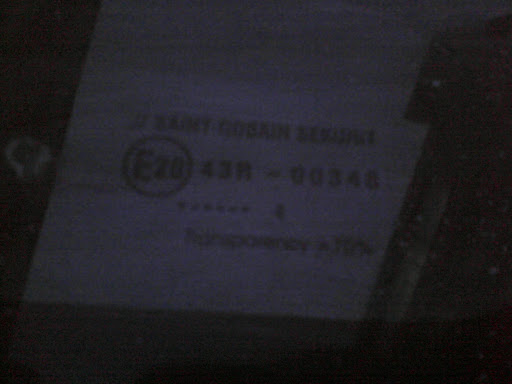 SAINT-GOBAIN SEKURIT
E20 43R - 00348
Transparency >70%